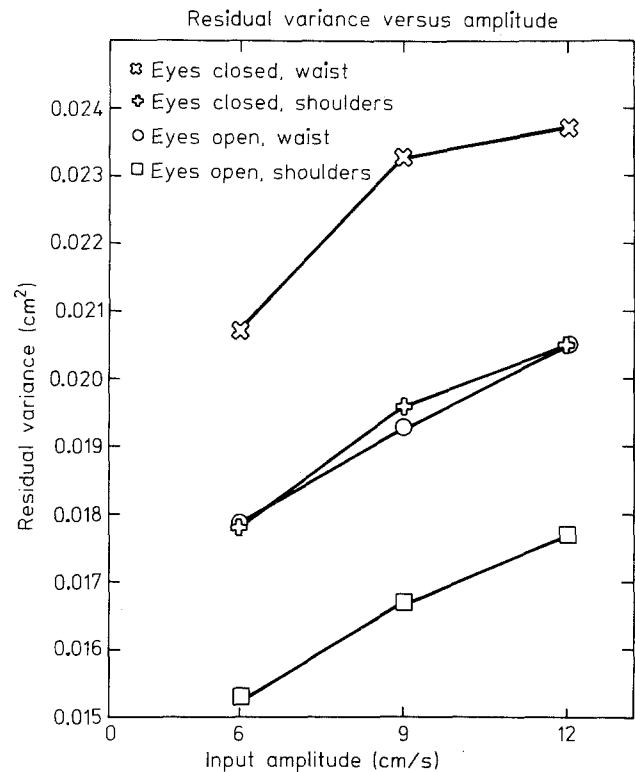 Residual variance versus amplitude
Eyes closed, waist
Eyes closed, shoulders
Eyes open, waist
Eyes open, shoulders
0.024
0.023
0.022
0.021
0.020
0.019
0.018
0.017
0.016
0.015
Residual variance (cm²)
0 6 9 12
Input amplitude (cm/s)